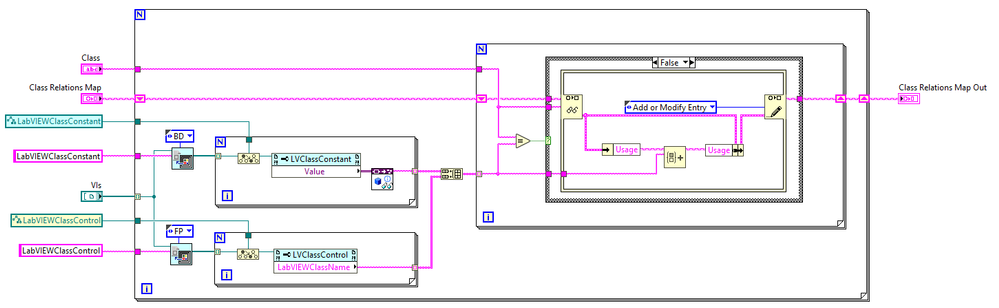 N
N
Class
False
Class Relations Map
Class Relations Map Out
Add or Modify Entry
LabVIEWClassConstant
BD
N
LVClassConstant
Usage
Usage
LabVIEWClassConstant
Value
VIs
i
i
LabVIEWClassControl
FP
N
LVClassControl
LabVIEWClassControl
LabVIEWClassName
i
i